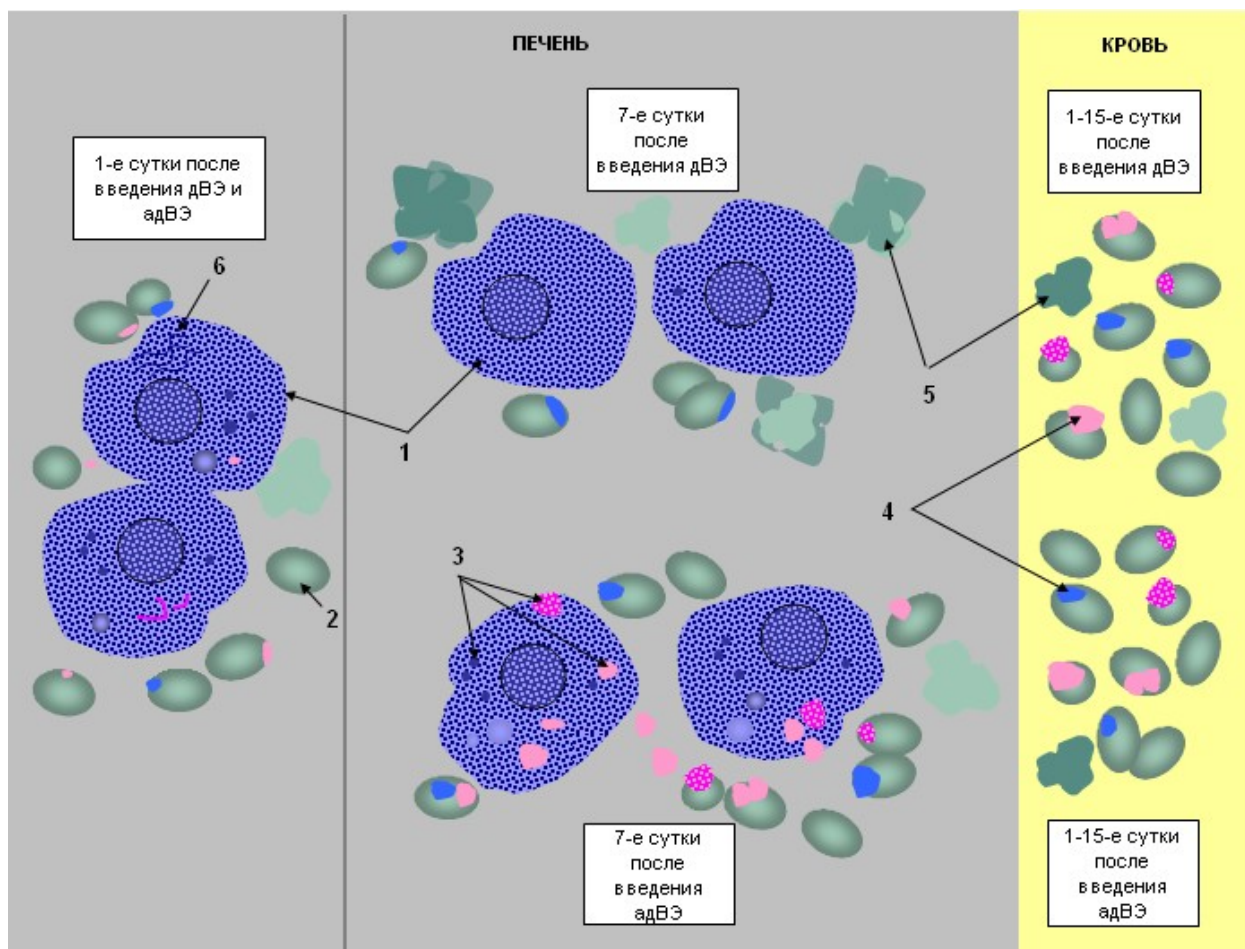 ПЕЧЕНЬ
КРОВЬ
1-е сутки после
введения дВЭ и
адВЭ
7-е сутки
после
введения дВЭ
1-15-е сутки
после
введения дВЭ
6
1
5
4
3
2
7-е сутки
после
введения
адВЭ
1-15-е сутки
после
введения
адВЭ